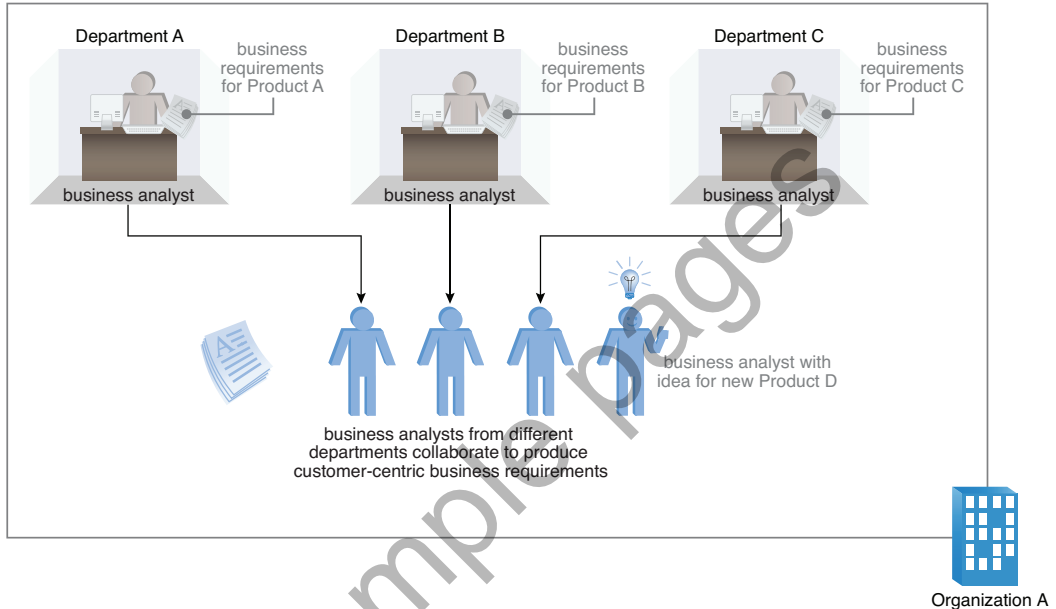 Department A
business
requirements
for Product A
business analyst
Department B
business
requirements
for Product B
business analyst
Department C
business
requirements
for Product C
business analyst
A
business analyst with
idea for new Product D
business analysts from different
departments collaborate to produce
customer-centric business requirements
mple pages
Organization A